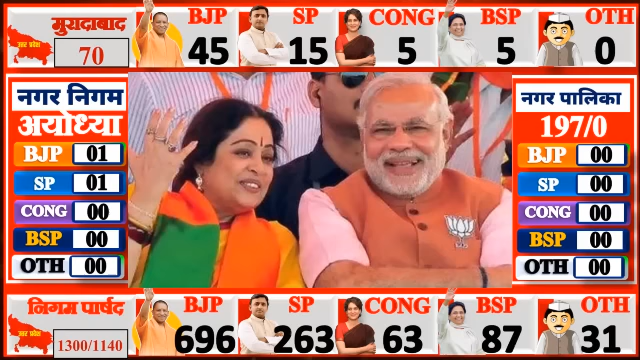 मुरादाबाद
उत्तर प्रदेश
70
BJP SP CONG BSP OTH
45 15 5 5 0
नगर निगम
अयोध्या
BJP 01
SP 01
CONG 00
BSP 00
OTH 00
नगर पालिका
197/0
BJP 00
SP 00
CONG 00
BSP 00
OTH 00
निगम पार्षद
उत्तर प्रदेश
1300/1140
BJP SP CONG BSP OTH
696 263 63 87 31